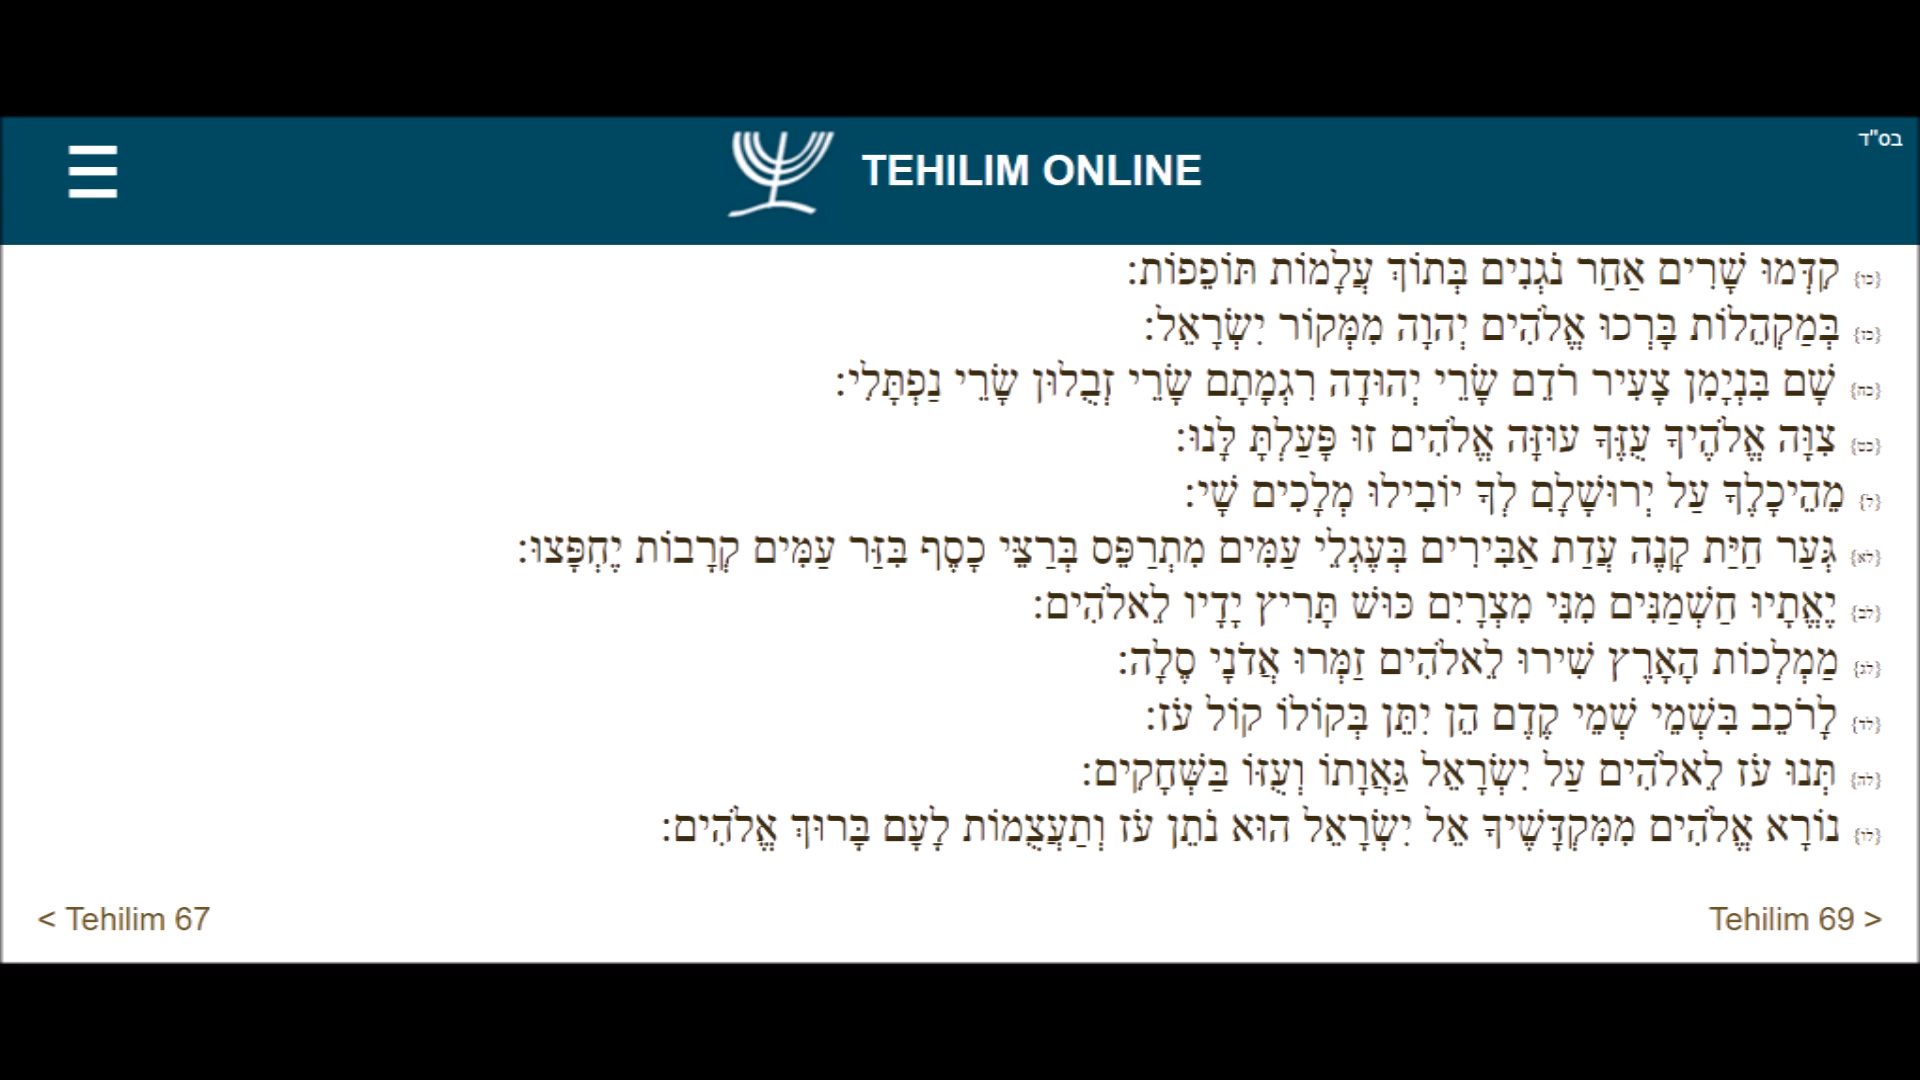 בס"ד
TEHILIM ONLINE
{כו} קִדְּמוּ שָׁרִים אַחַר נֹגְנִים בְּתוֹךְ עֲלָמוֹת תּוֹפֵפוֹת:
{כז} בְּמַקְהֵלוֹת בָּרְכוּ אֱלֹהִים יְהוָה מִמְּקוֹר יִשְׂרָאֵל:
{כח} שָׁם בִּנְיָמִן צָעִיר רֹדֵם שָׂרֵי יְהוּדָה רִגְמָתָם שָׂרֵי זְבֻלוּן שָׂרֵי נַפְתָּלִי:
{כט} צִוָּה אֱלֹהֶיךָ עֻזֶּךָ עוּזָּה אֱלֹהִים זוּ פָּעַלְתָּ לָּנוּ:
{ל} מֵהֵיכָלֶךָ עַל יְרוּשָׁלִָם לְךָ יוֹבִילוּ מְלָכִים שָׁי:
{לא} גְּעַר חַיַּת קָנֶה עֲדַת אַבִּירִים בְּעֶגְלֵי עַמִּים מִתְרַפֵּס בְּרַצֵּי כָסֶף בִּזַּר עַמִּים קְרָבוֹת יֶחְפָּצוּ:
{לב} יֶאֱתָיוּ חַשְׁמַנִּים מִנִּי מִצְרָיִם כּוּשׁ תָּרִיץ יָדָיו לֵאלֹהִים:
{לג} מַמְלְכוֹת הָאָרֶץ שִׁירוּ לֵאלֹהִים זַמְּרוּ אֲדֹנָי סֶלָה:
{לד} לָרֹכֵב בִּשְׁמֵי שְׁמֵי קֶדֶם הֵן יִתֵּן בְּקוֹלוֹ קוֹל עֹז:
{לה} תְּנוּ עֹז לֵאלֹהִים עַל יִשְׂרָאֵל גַּאֲוָתוֹ וְעֻזּוֹ בַּשְּׁחָקִים:
{לו} נוֹרָא אֱלֹהִים מִמִּקְדָּשֶׁיךָ אֵל יִשְׂרָאֵל הוּא נֹתֵן עֹז וְתַעֲצֻמוֹת לָעָם בָּרוּךְ אֱלֹהִים:
< Tehilim 67
Tehilim 69 >